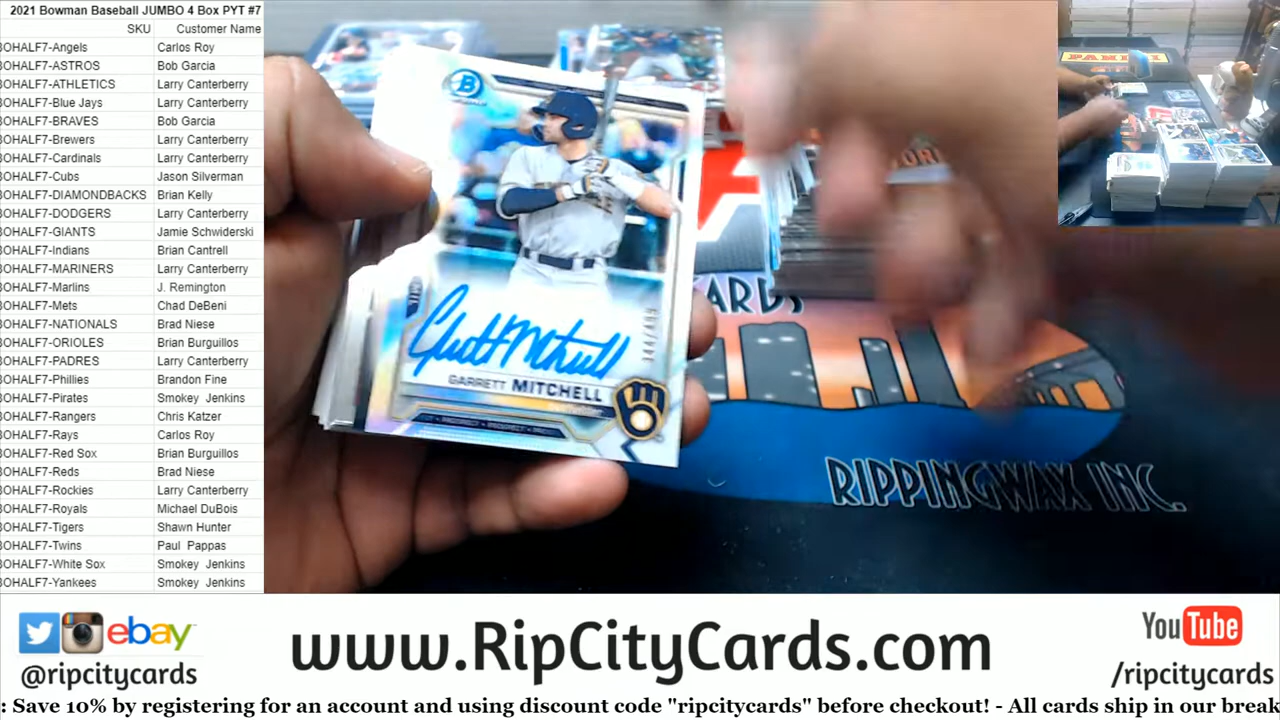 2021 Bowman Baseball JUMBO 4 Box PYT #7
SKU Customer Name
BOHALF7-Angels Carlos Roy
BOHALF7-ASTROS Bob Garcia
BOHALF7-ATHLETICS Larry Canterberry
BOHALF7-Blue Jays Larry Canterberry
BOHALF7-BRAVES Bob Garcia
BOHALF7-Brewers Larry Canterberry
BOHALF7-Cardinals Larry Canterberry
BOHALF7-Cubs Jason Silverman
BOHALF7-DIAMONDBACKS Brian Kelly
BOHALF7-DODGERS Larry Canterberry
BOHALF7-GIANTS Jamie Schwiderski
BOHALF7-Indians Brian Cantrell
BOHALF7-MARINERS Larry Canterberry
BOHALF7-Marlins J. Remington
BOHALF7-Mets Chad DeBeni
BOHALF7-NATIONALS Brad Niese
BOHALF7-ORIOLES Brian Burguillos
BOHALF7-PADRES Larry Canterberry
BOHALF7-Phillies Brandon Fine
BOHALF7-Pirates Smokey Jenkins
BOHALF7-Rangers Chris Katzer
BOHALF7-Rays Carlos Roy
BOHALF7-Red Sox Brian Burguillos
BOHALF7-Reds Brad Niese
BOHALF7-Rockies Larry Canterberry
BOHALF7-Royals Michael DuBois
BOHALF7-Tigers Shawn Hunter
BOHALF7-Twins Paul Pappas
BOHALF7-White Sox Smokey Jenkins
BOHALF7-Yankees Smokey Jenkins
B
Garrett Mitchell
GARRETT MITCHELL
PROSPECT • PROSPECT • PROSPECT
CARDS
RIPPINGWAX INC.
PANINI
ebay
@ripcitycards
www.RipCityCards.com
YouTube
/ripcitycards
: Save 10% by registering for an account and using discount code "ripcitycards" before checkout! - All cards ship in our break